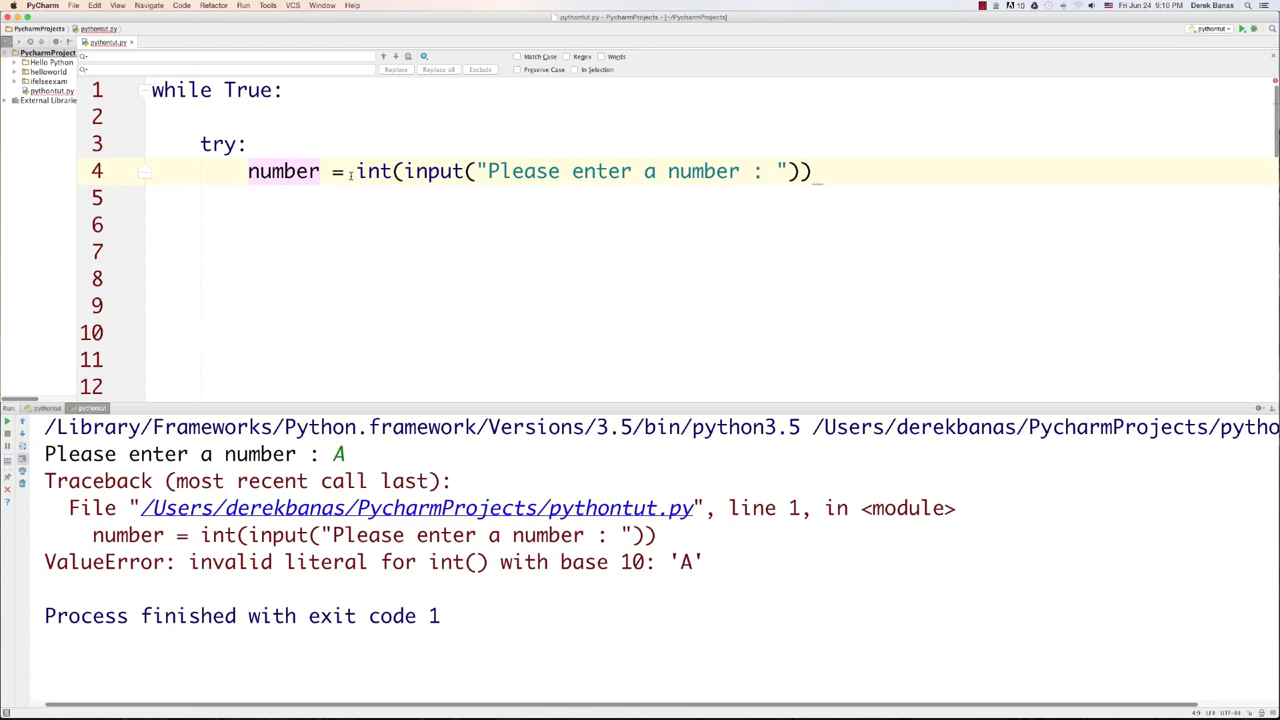 PyCharm File Edit View Navigate Code Refactor Run Tools VCS Window Help Fri Jun 24 9:10 PM Derek Banas
pythontut.py - PycharmProjects - [~/PycharmProjects]
PycharmProjects pythontut.py pythontut
pythontut.py
Match Case Regex Words
Replace Replace all Exclude Preserve Case In Selection
PycharmProject
Hello Python
helloworld
ifelseexam
pythontut.py
External Librarie
1 while True:
2
3 try:
4 number = int(input("Please enter a number : "))
5
6
7
8
9
10
11
12
Run: pythontut pythontut
/Library/Frameworks/Python.framework/Versions/3.5/bin/python3.5 /Users/derekbanas/PycharmProjects/pytho
Please enter a number : A
Traceback (most recent call last):
File "/Users/derekbanas/PycharmProjects/pythontut.py", line 1, in <module>
number = int(input("Please enter a number : "))
ValueError: invalid literal for int() with base 10: 'A'
Process finished with exit code 1
4:9 LF UTF-8